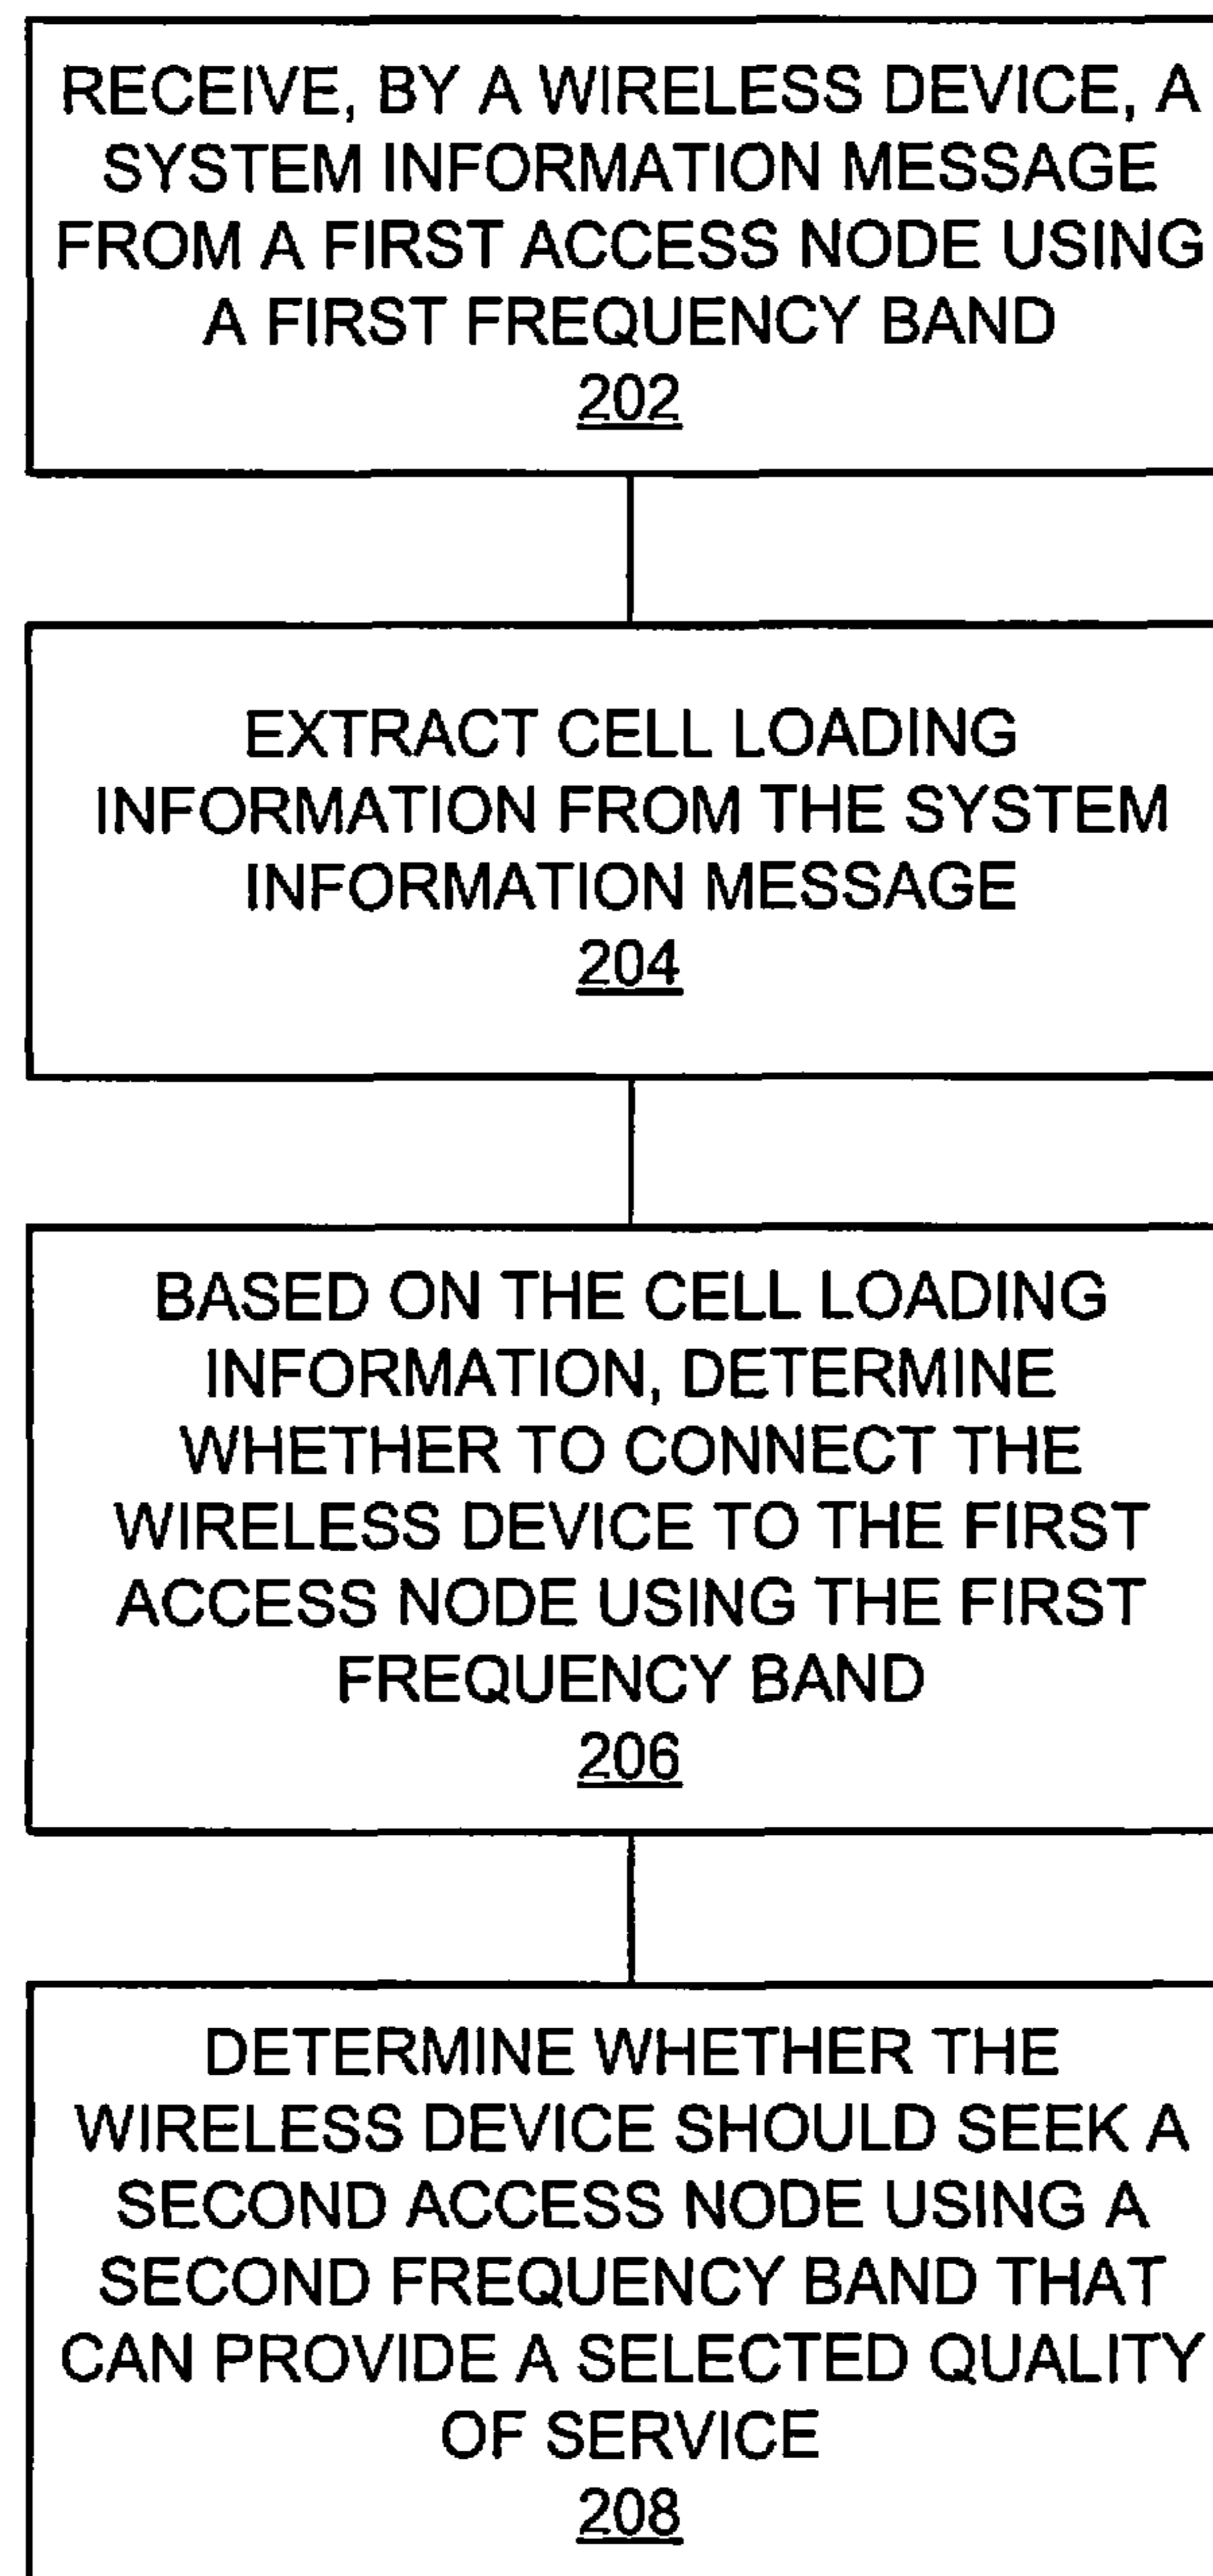 RECEIVE, BY A WIRELESS DEVICE, A
SYSTEM INFORMATION MESSAGE
FROM A FIRST ACCESS NODE USING
A FIRST FREQUENCY BAND
202
EXTRACT CELL LOADING
INFORMATION FROM THE SYSTEM
INFORMATION MESSAGE
204
BASED ON THE CELL LOADING
INFORMATION, DETERMINE
WHETHER TO CONNECT THE
WIRELESS DEVICE TO THE FIRST
ACCESS NODE USING THE FIRST
FREQUENCY BAND
206
DETERMINE WHETHER THE
WIRELESS DEVICE SHOULD SEEK A
SECOND ACCESS NODE USING A
SECOND FREQUENCY BAND THAT
CAN PROVIDE A SELECTED QUALITY
OF SERVICE
208